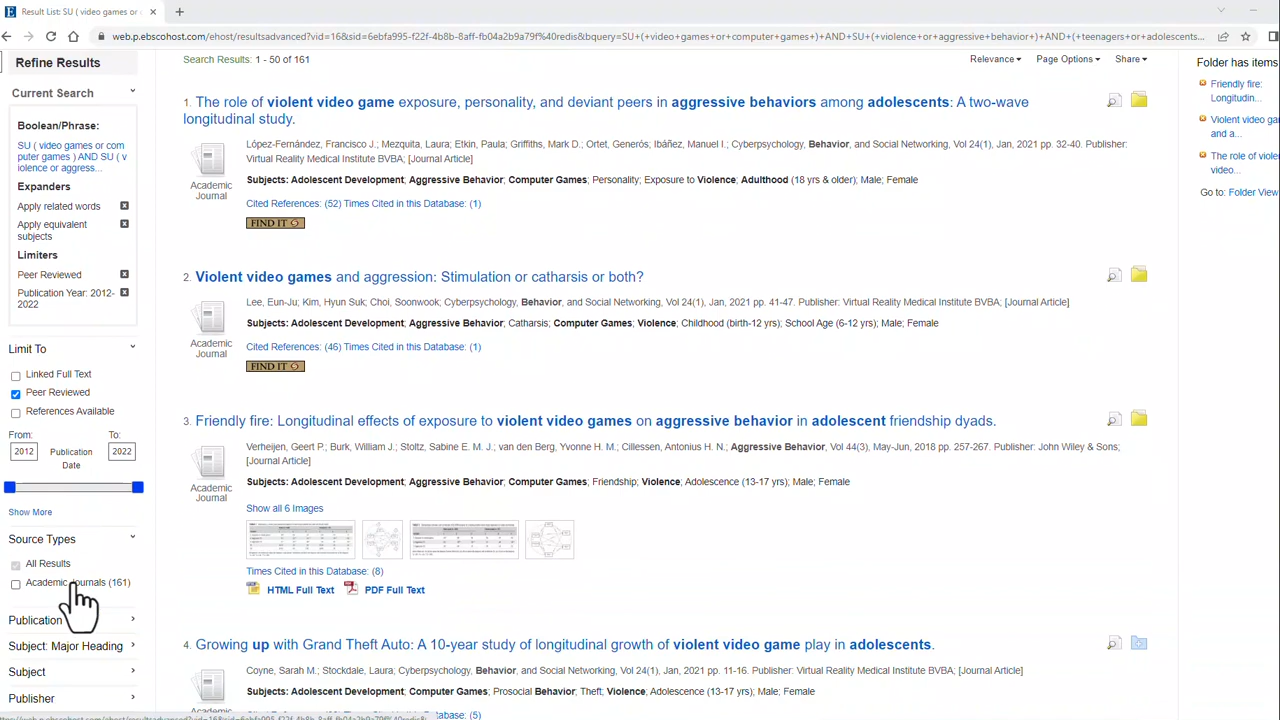 Result List: SU ( video games or
web.p.ebscohost.com/ehost/resultsadvanced?vid=16&sid=6ebfa995-f22f-4b8b-8aff-fb04a2b9a79f%40redis&bquery=SU+(+video+games+or+computer+games+)+AND+SU+(+violence+or+aggressive+behavior+)+AND+(+teenagers+or+adolescents...
Refine Results
Current Search
Boolean/Phrase:
SU ( video games or com
puter games ) AND SU ( v
iolence or aggress...
Expanders
Apply related words
Apply equivalent
subjects
Limiters
Peer Reviewed
Publication Year: 2012-
2022
Limit To
Linked Full Text
Peer Reviewed
References Available
From:
To:
2012
Publication
Date
2022
Show More
Source Types
All Results
Academic Journals (161)
Publication
Subject: Major Heading
Subject
Publisher
Search Results: 1 - 50 of 161
Relevance
Page Options
Share
1. The role of violent video game exposure, personality, and deviant peers in aggressive behaviors among adolescents: A two-wave
longitudinal study.
Academic
Journal
López-Fernández, Francisco J.; Mezquita, Laura; Etkin, Paula; Griffiths, Mark D.; Ortet, Generós; Ibáñez, Manuel I.; Cyberpsychology, Behavior, and Social Networking, Vol 24(1), Jan, 2021 pp. 32-40. Publisher:
Virtual Reality Medical Institute BVBA; [Journal Article]
Subjects: Adolescent Development; Aggressive Behavior; Computer Games; Personality; Exposure to Violence; Adulthood (18 yrs & older); Male; Female
Cited References: (52) Times Cited in this Database: (1)
FIND IT
2. Violent video games and aggression: Stimulation or catharsis or both?
Academic
Journal
Lee, Eun-Ju; Kim, Hyun Suk; Choi, Soonwook; Cyberpsychology, Behavior, and Social Networking, Vol 24(1), Jan, 2021 pp. 41-47. Publisher: Virtual Reality Medical Institute BVBA; [Journal Article]
Subjects: Adolescent Development; Aggressive Behavior; Catharsis; Computer Games; Violence; Childhood (birth-12 yrs); School Age (6-12 yrs); Male; Female
Cited References: (46) Times Cited in this Database: (1)
FIND IT
3. Friendly fire: Longitudinal effects of exposure to violent video games on aggressive behavior in adolescent friendship dyads.
Academic
Journal
Verheijen, Geert P.; Burk, William J.; Stoltz, Sabine E. M. J.; van den Berg, Yvonne H. M.; Cillessen, Antonius H. N.; Aggressive Behavior, Vol 44(3), May-Jun, 2018 pp. 257-267. Publisher: John Wiley & Sons;
[Journal Article]
Subjects: Adolescent Development; Aggressive Behavior; Computer Games; Friendship; Violence; Adolescence (13-17 yrs); Male; Female
Show all 6 Images
Times Cited in this Database: (8)
HTML Full Text
PDF Full Text
4. Growing up with Grand Theft Auto: A 10-year study of longitudinal growth of violent video game play in adolescents.
Academic
Coyne, Sarah M.; Stockdale, Laura; Cyberpsychology, Behavior, and Social Networking, Vol 24(1), Jan, 2021 pp. 11-16. Publisher: Virtual Reality Medical Institute BVBA; [Journal Article]
Subjects: Adolescent Development; Computer Games; Prosocial Behavior; Theft; Violence; Adolescence (13-17 yrs); Male; Female
Database: (5)
Folder has items
Friendly fire:
Longitudin...
Violent video ga
and a...
The role of viole
video...
Go to: Folder View